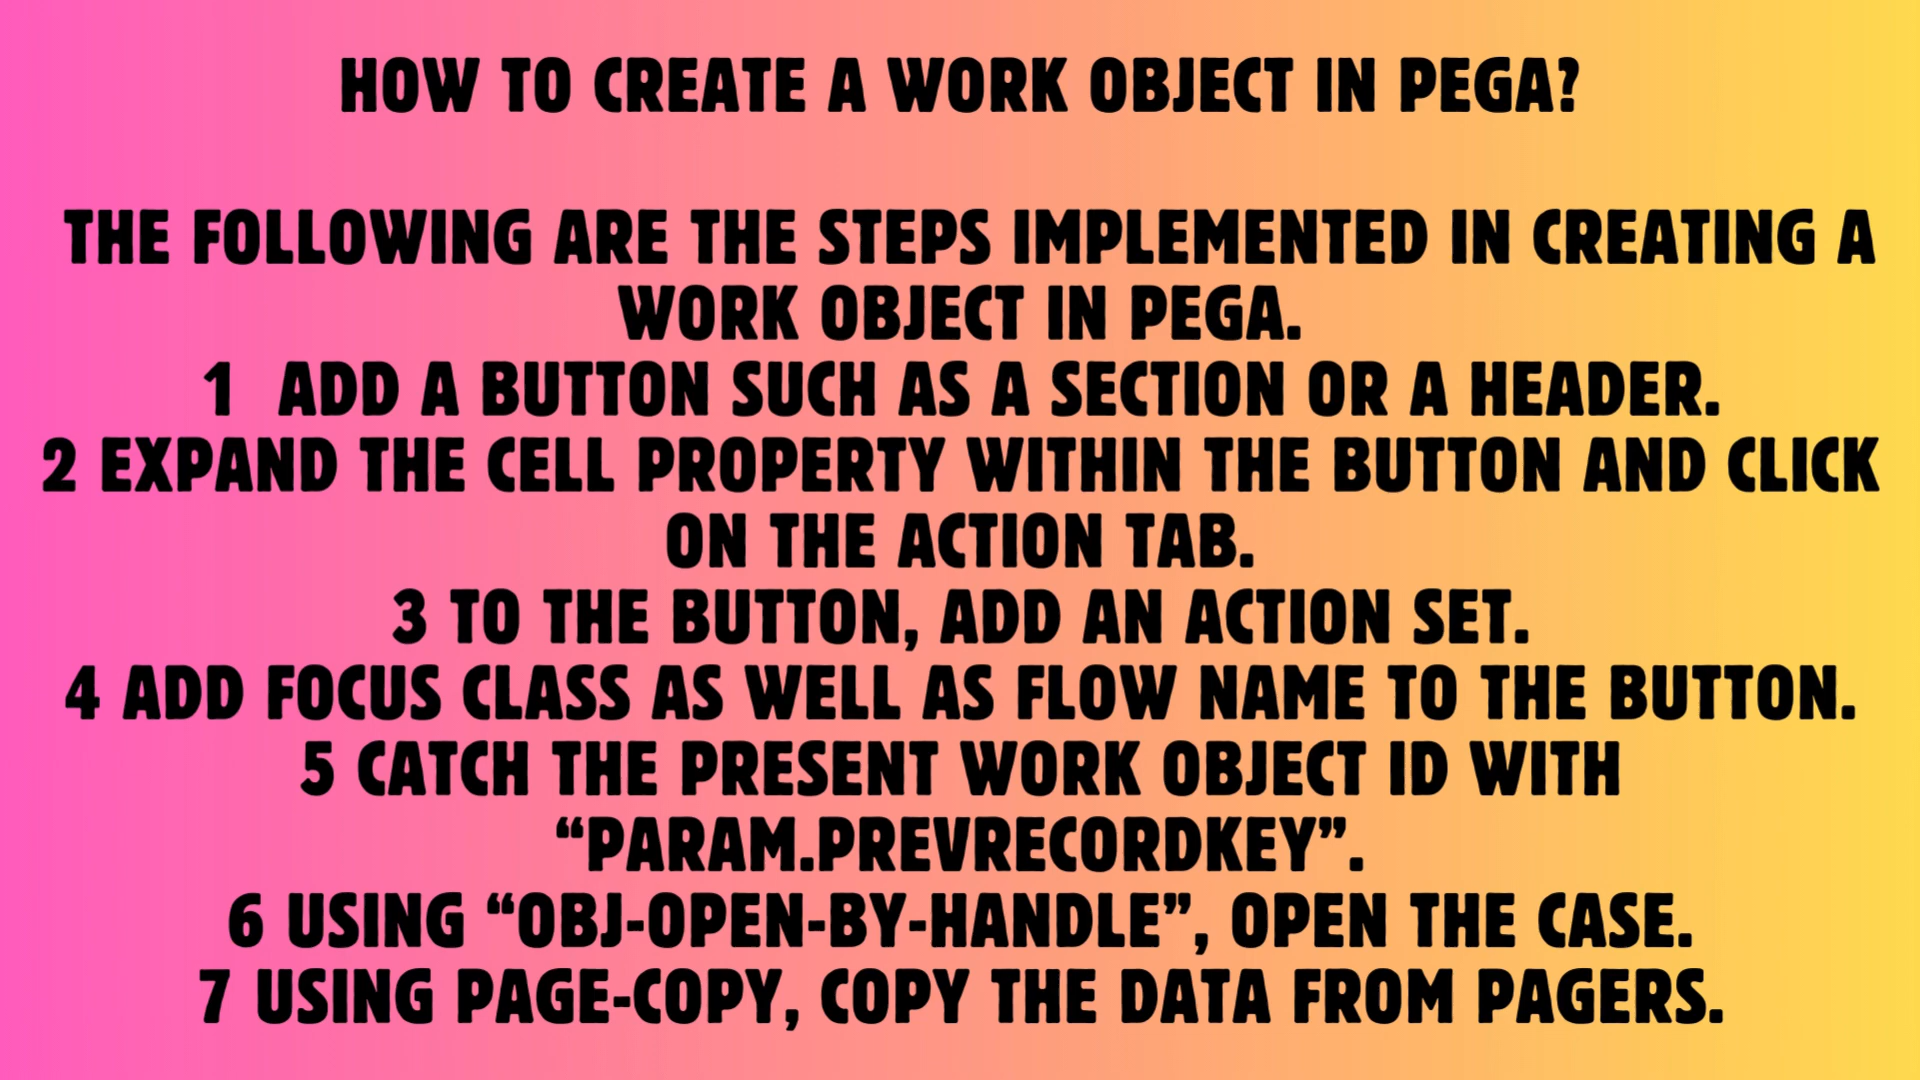 HOW TO CREATE A WORK OBJECT IN PEGA?
THE FOLLOWING ARE THE STEPS IMPLEMENTED IN CREATING A
WORK OBJECT IN PEGA.
1 ADD A BUTTON SUCH AS A SECTION OR A HEADER.
2 EXPAND THE CELL PROPERTY WITHIN THE BUTTON AND CLICK
ON THE ACTION TAB.
3 TO THE BUTTON, ADD AN ACTION SET.
4 ADD FOCUS CLASS AS WELL AS FLOW NAME TO THE BUTTON.
5 CATCH THE PRESENT WORK OBJECT ID WITH
“PARAM.PREVRECORDKEY”.
6 USING “OBJ-OPEN-BY-HANDLE”, OPEN THE CASE.
7 USING PAGE-COPY, COPY THE DATA FROM PAGERS.